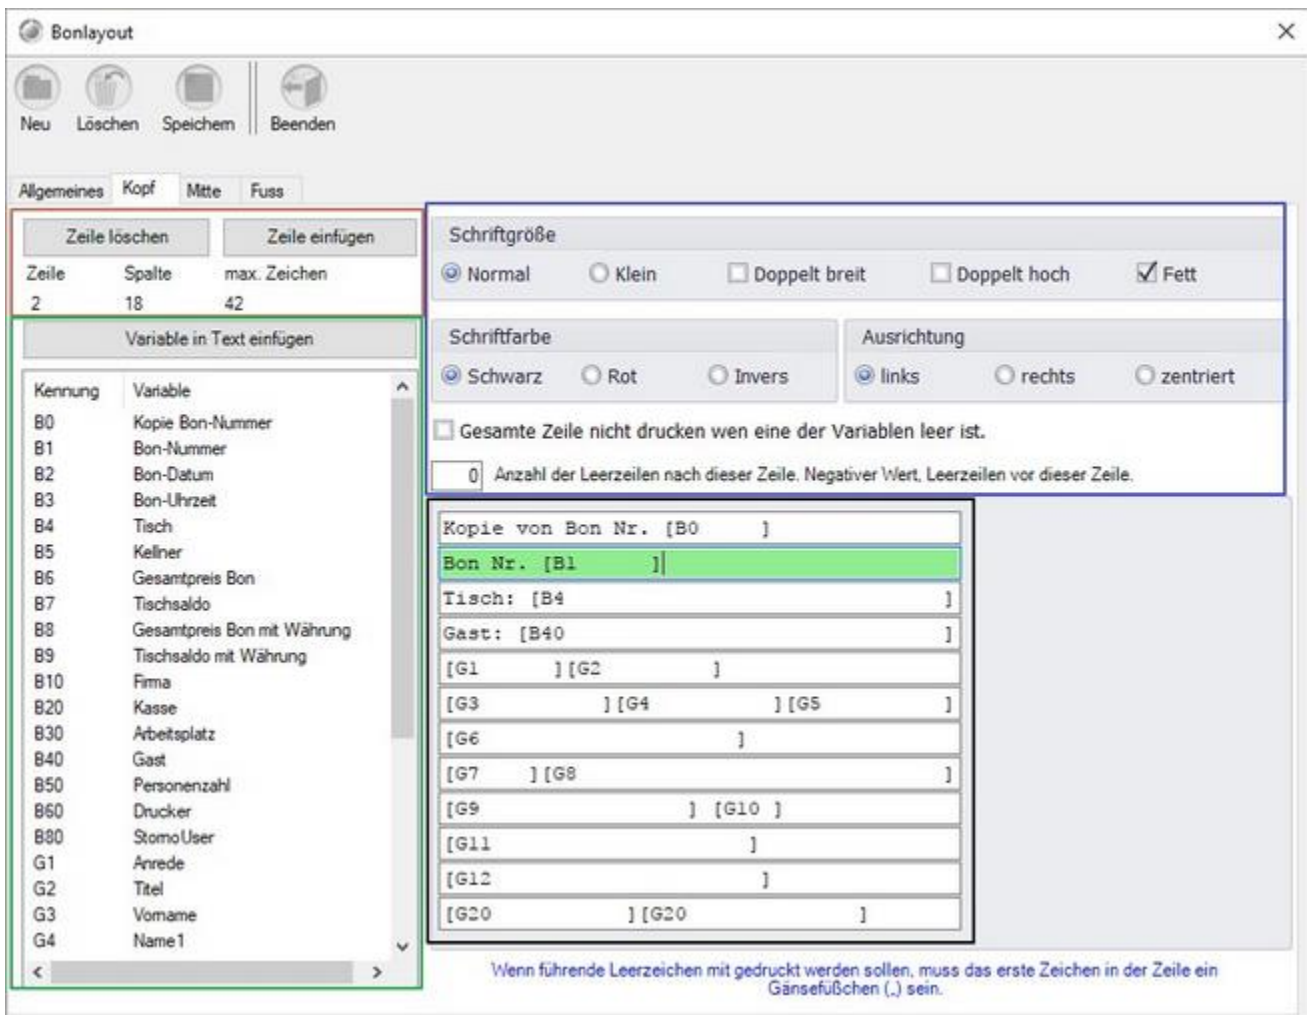 Bonlayout
Neu Löschen Speichern Beenden
Allgemeines Kopf Mitte Fuss
Zeile löschen Zeile einfügen
Zeile Spalte max. Zeichen
2 18 42
Variable in Text einfügen
Kennung Variable
B0 Kopie Bon-Nummer
B1 Bon-Nummer
B2 Bon-Datum
B3 Bon-Uhrzeit
B4 Tisch
B5 Kellner
B6 Gesamtpreis Bon
B7 Tischsaldo
B8 Gesamtpreis Bon mit Währung
B9 Tischsaldo mit Währung
B10 Firma
B20 Kasse
B30 Arbeitsplatz
B40 Gast
B50 Personenzahl
B60 Drucker
B80 StornoUser
G1 Anrede
G2 Titel
G3 Vorname
G4 Name1
Schriftgröße
Normal Klein Doppelt breit Doppelt hoch Fett
Schriftfarbe Ausrichtung
Schwarz Rot Invers links rechts zentriert
Gesamte Zeile nicht drucken wen eine der Variablen leer ist.
0 Anzahl der Leerzeilen nach dieser Zeile. Negativer Wert, Leerzeilen vor dieser Zeile.
Kopie von Bon Nr. [B0     ]
Bon Nr. [B1      ]
Tisch: [B4                             ]
Gast: [B40                                ]
[G1      ][G2         ]
[G3          ][G4          ][G5          ]
[G6                    ]
[G7    ][G8                             ]
[G9                 ] [G10 ]
[G11                    ]
[G12                     ]
[G20           ][G20              ]
Wenn führende Leerzeichen mit gedruckt werden sollen, muss das erste Zeichen in der Zeile ein
Gänsefüßchen („) sein.